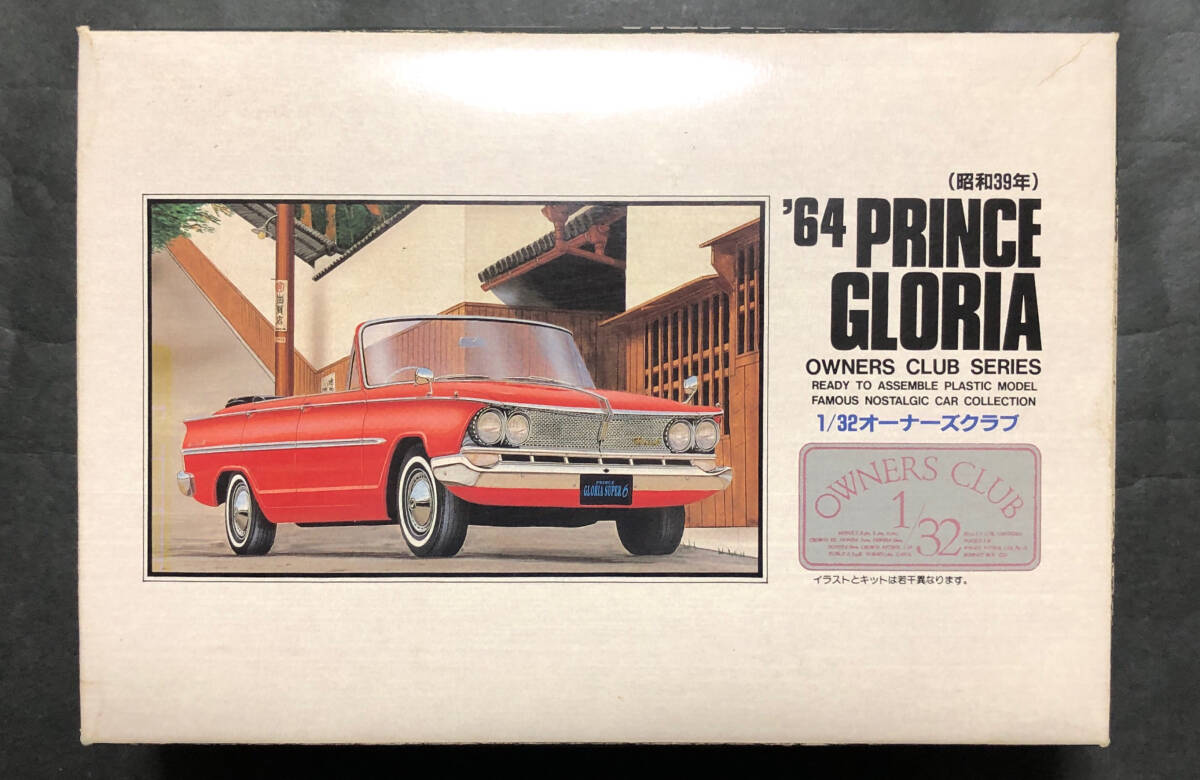 (昭和39年)
'64 PRINCE
GLORIA
OWNERS CLUB SERIES
READY TO ASSEMBLE PLASTIC MODEL
FAMOUS NOSTALGIC CAR COLLECTION
1/32オーナーズクラブ
OWNERS CLUB
1/32
イラストとキットは若干異なります。
PRINCE
GLORIA SUPER 6